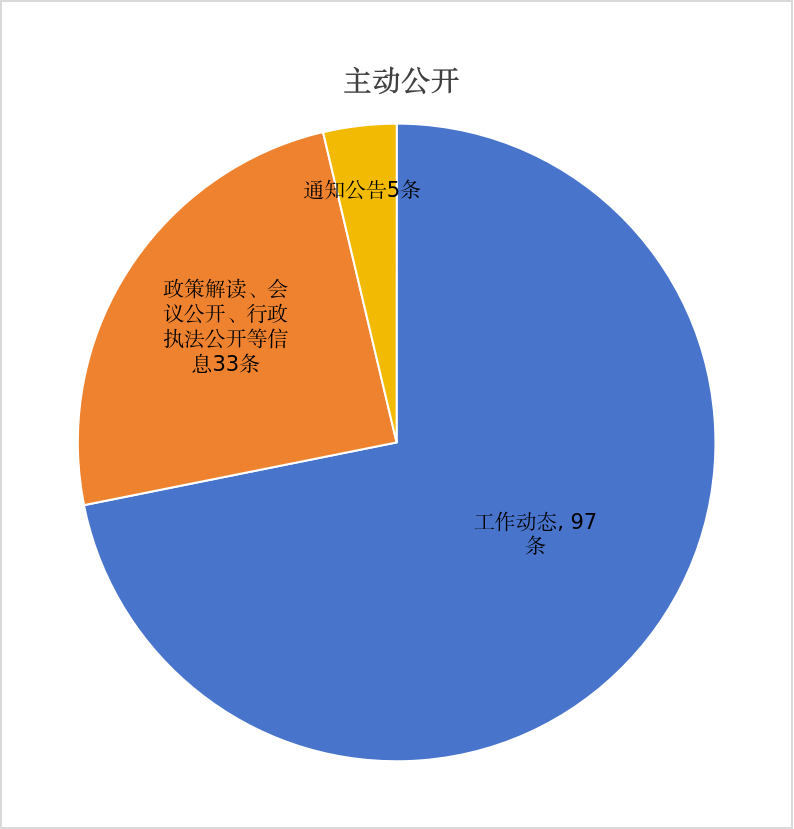 主动公开
通知公告5条
政策解读、会
议公开、行政
执法公开等信
息33条
工作动态, 97
条